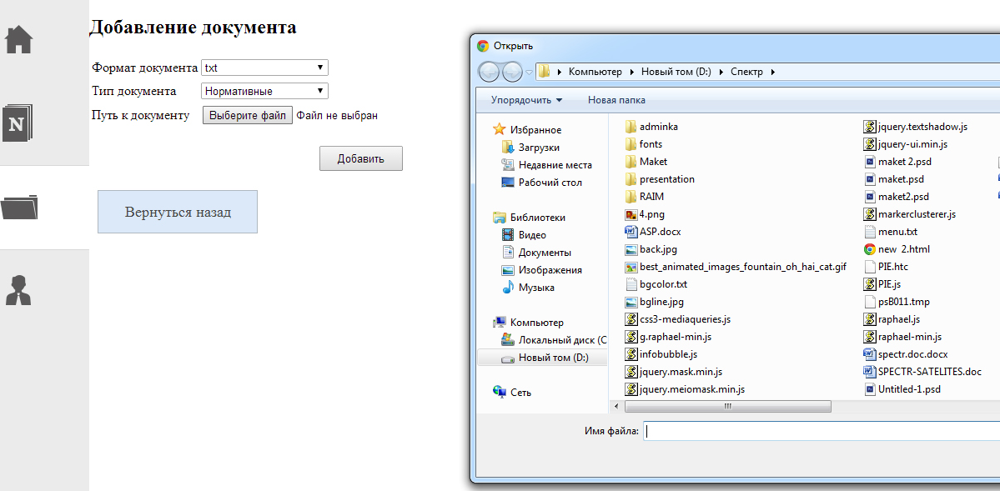 Добавление документа
Формат документа txt
Тип документа Нормативные
Путь к документу Выберите файл Файл не выбран
Добавить
Вернуться назад
N
Открыть
Компьютер Новый том (D:) Спектр
Упорядочить Новая папка
Избранное
Загрузки
Недавние места
Рабочий стол
Библиотеки
Видео
Документы
Изображения
Музыка
Компьютер
Локальный диск (C
Новый том (D:)
Сеть
adminka
fonts
Maket
presentation
RAIM
4.png
ASP.docx
back.jpg
best_animated_images_fountain_oh_hai_cat.gif
bgcolor.txt
bgline.jpg
css3-mediaqueries.js
g.raphael-min.js
infobubble.js
jquery.mask.min.js
jquery.meiomask.min.js
jquery.textshadow.js
jquery-ui.min.js
maket 2.psd
maket.psd
maket2.psd
markerclusterer.js
menu.txt
new 2.html
PIE.htc
PIE.js
psB011.tmp
raphael.js
raphael-min.js
spectr.doc.docx
SPECTR-SATELITES.doc
Untitled-1.psd
Имя файла: